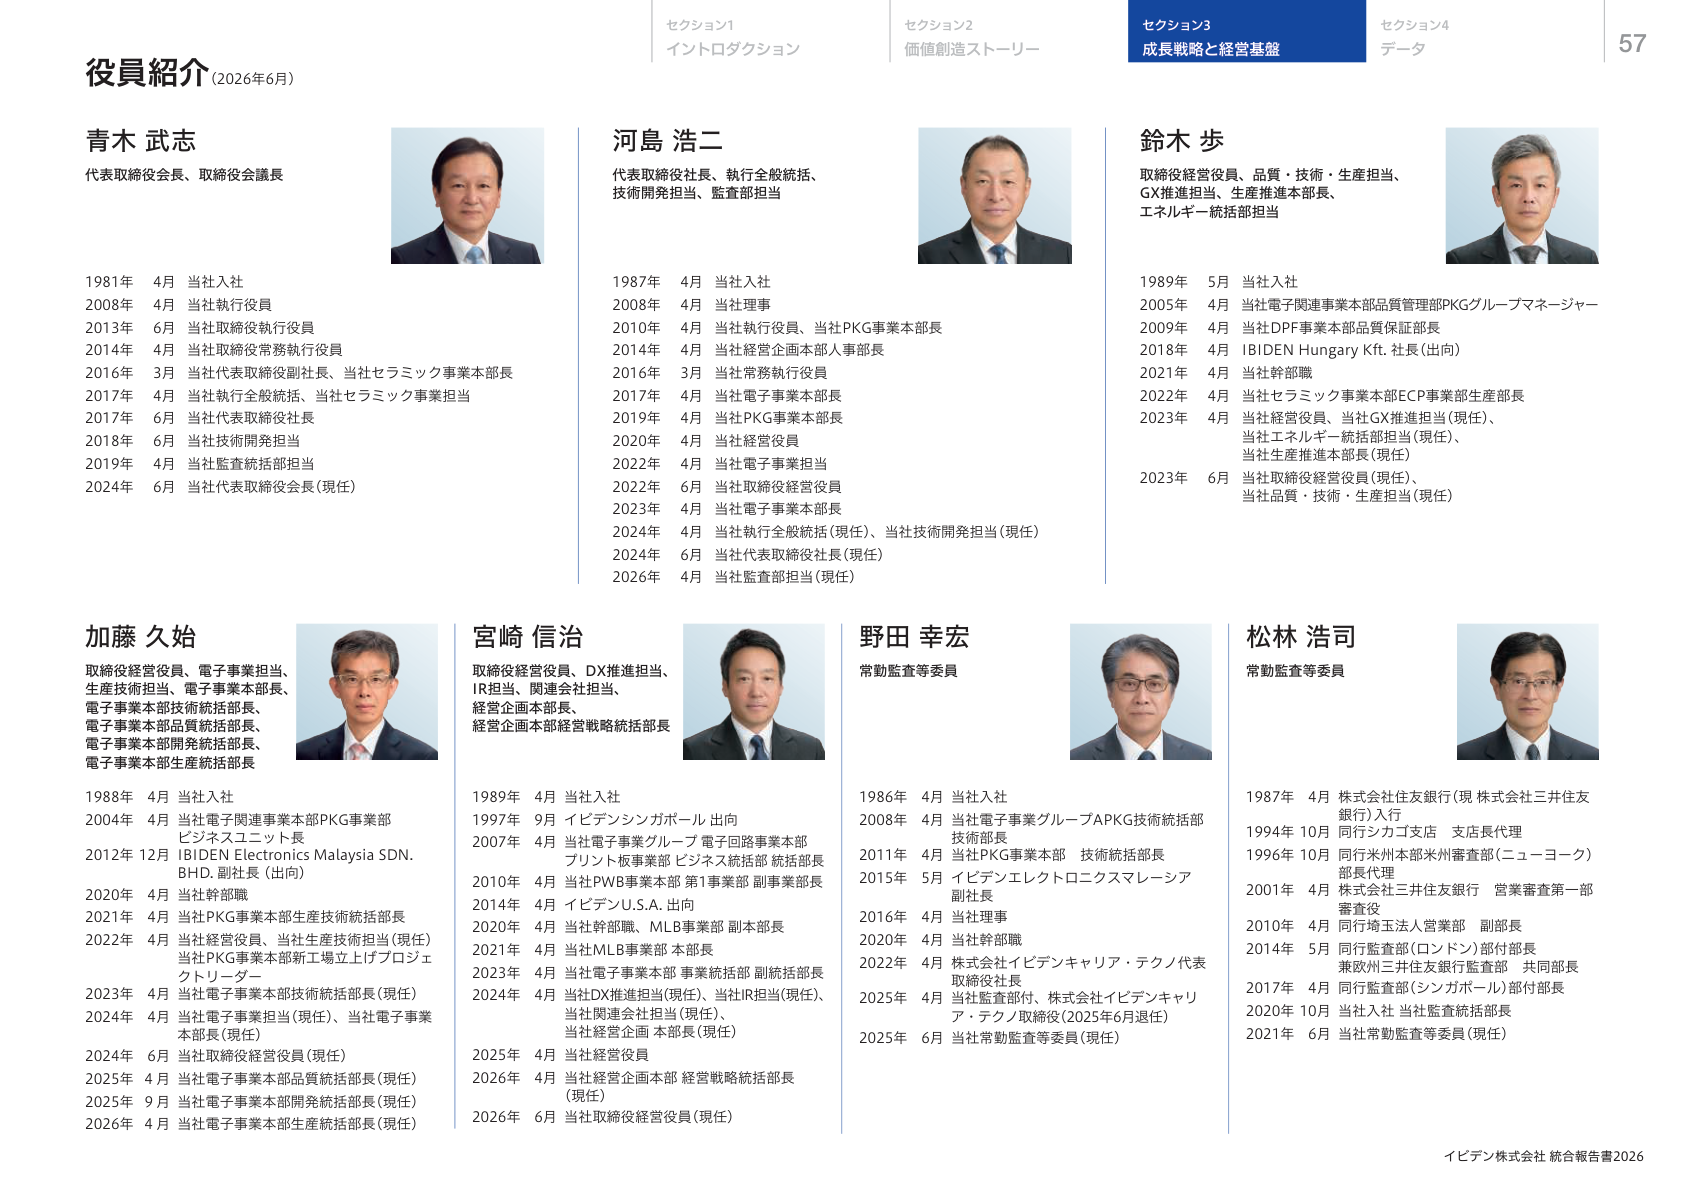 セクション1
イントロダクション
セクション2
価値創造ストーリー
セクション3
成長戦略と経営基盤
セクション4
データ
57
役員紹介(2026年6月)
青木 武志
代表取締役会長、取締役会議長
1981年 4月 当社入社
2008年 4月 当社執行役員
2013年 6月 当社取締役執行役員
2014年 4月 当社取締役常務執行役員
2016年 3月 当社代表取締役副社長、当社セラミック事業本部長
2017年 4月 当社執行全般統括、当社セラミック事業担当
2017年 6月 当社代表取締役社長
2018年 6月 当社技術開発担当
2019年 4月 当社監査統括部担当
2024年 6月 当社代表取締役会長(現任)
河島 浩二
代表取締役社長、執行全般統括、
技術開発担当、監査部担当
1987年 4月 当社入社
2008年 4月 当社理事
2010年 4月 当社執行役員、当社PKG事業本部長
2014年 4月 当社経営企画本部人事部長
2016年 3月 当社常務執行役員
2017年 4月 当社電子事業本部長
2019年 4月 当社PKG事業本部長
2020年 4月 当社経営役員
2022年 4月 当社電子事業担当
2022年 6月 当社取締役経営役員
2023年 4月 当社電子事業本部長
2024年 4月 当社執行全般統括(現任)、当社技術開発担当(現任)
2024年 6月 当社代表取締役社長(現任)
2026年 4月 当社監査部担当(現任)
鈴木 歩
取締役経営役員、品質・技術・生産担当、
GX推進担当、生産推進本部長、
エネルギー統括部担当
1989年 5月 当社入社
2005年 4月 当社電子関連事業本部品質管理部PKGグループマネージャー
2009年 4月 当社DPF事業本部品質保証部長
2018年 4月 IBIDEN Hungary Kft. 社長(出向)
2021年 4月 当社幹部職
2022年 4月 当社セラミック事業本部ECP事業部生産部長
2023年 4月 当社経営役員、当社GX推進担当(現任)、
当社エネルギー統括部担当(現任)、
当社生産推進本部長(現任)
2023年 6月 当社取締役経営役員(現任)、
当社品質・技術・生産担当(現任)
加藤 久始
取締役経営役員、電子事業担当、
生産技術担当、電子事業本部長、
電子事業本部技術統括部長、
電子事業本部品質統括部長、
電子事業本部開発統括部長、
電子事業本部生産統括部長
1988年 4月 当社入社
2004年 4月 当社電子関連事業本部PKG事業部
ビジネスユニット長
2012年 12月 IBIDEN Electronics Malaysia SDN.
BHD. 副社長 (出向)
2020年 4月 当社幹部職
2021年 4月 当社PKG事業本部生産技術統括部長
2022年 4月 当社経営役員、当社生産技術担当(現任)
当社PKG事業本部新工場立上げプロジェ
クトリーダー
2023年 4月 当社電子事業本部技術統括部長(現任)
2024年 4月 当社電子事業担当(現任)、当社電子事業
本部長(現任)
2024年 6月 当社取締役経営役員(現任)
2025年 4月 当社電子事業本部品質統括部長(現任)
2025年 9月 当社電子事業本部開発統括部長(現任)
2026年 4月 当社電子事業本部生産統括部長(現任)
宮崎 信治
取締役経営役員、DX推進担当、
IR担当、関連会社担当、
経営企画本部長、
経営企画本部経営戦略統括部長
1989年 4月 当社入社
1997年 9月 イビデンシンガポール 出向
2007年 4月 当社電子事業グループ 電子回路事業本部
プリント板事業部 ビジネス統括部 統括部長
2010年 4月 当社PWB事業本部 第1事業部 副事業部長
2014年 4月 イビデンU.S.A. 出向
2020年 4月 当社幹部職、MLB事業部 副本部長
2021年 4月 当社MLB事業部 本部長
2023年 4月 当社電子事業本部 事業統括部 副統括部長
2024年 4月 当社DX推進担当(現任)、当社IR担当(現任)、
当社関連会社担当(現任)、
当社経営企画 本部長(現任)
2025年 4月 当社経営役員
2026年 4月 当社経営企画本部 経営戦略統括部長
(現任)
2026年 6月 当社取締役経営役員(現任)
野田 幸宏
常勤監査等委員
1986年 4月 当社入社
2008年 4月 当社電子事業グループAPKG技術統括部
技術部長
2011年 4月 当社PKG事業本部 技術統括部長
2015年 5月 イビデンエレクトロニクスマレーシア
副社長
2016年 4月 当社理事
2020年 4月 当社幹部職
2022年 4月 株式会社イビデンキャリア・テクノ代表
取締役社長
2025年 4月 当社監査部付、株式会社イビデンキャリ
ア・テクノ取締役(2025年6月退任)
2025年 6月 当社常勤監査等委員(現任)
松林 浩司
常勤監査等委員
1987年 4月 株式会社住友銀行(現 株式会社三井住友
銀行)入行
1994年 10月 同行シカゴ支店 支店長代理
1996年 10月 同行米州本部米州審査部(ニューヨーク)
部長代理
2001年 4月 株式会社三井住友銀行 営業審査第一部
審査役
2010年 4月 同行埼玉法人営業部 副部長
2014年 5月 同行監査部(ロンドン)部付部長
兼欧州三井住友銀行監査部 共同部長
2017年 4月 同行監査部(シンガポール)部付部長
2020年 10月 当社入社 当社監査統括部長
2021年 6月 当社常勤監査等委員(現任)
イビデン株式会社 統合報告書2026